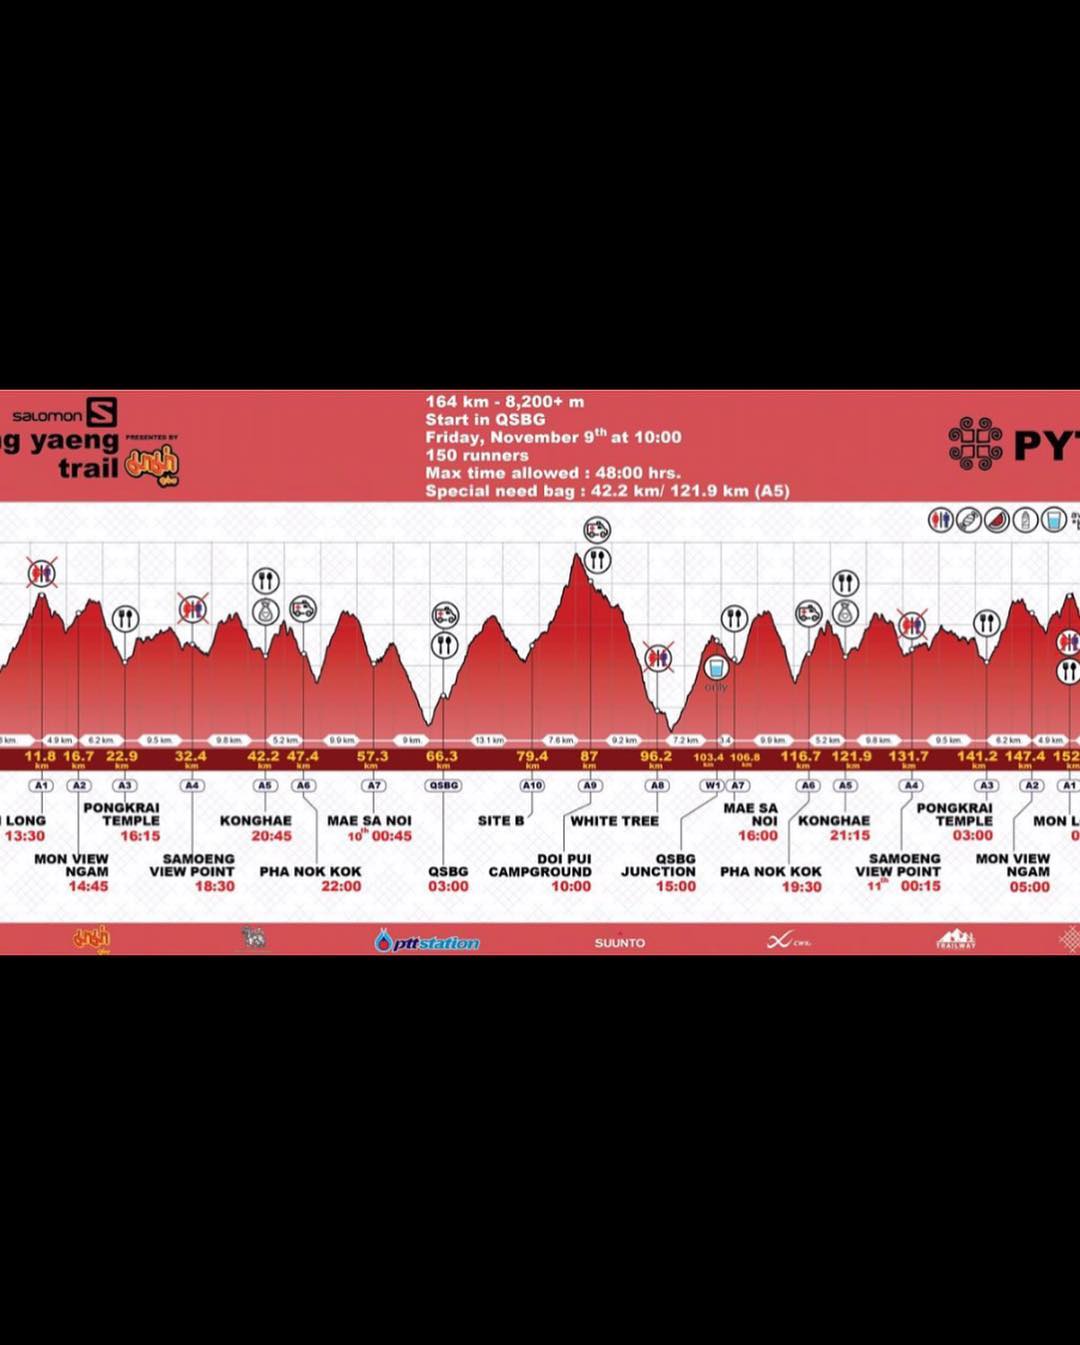 salomon S
ng yaeng
trail
PRESENTED BY
164 km - 8,200+ m
Start in QSBG
Friday, November 9th at 10:00
150 runners
Max time allowed : 48:00 hrs.
Special need bag : 42.2 km/ 121.9 km (A5)
PYT
only
km. 4.9 km. 6.2 km. 9.5 km. 9.8 km. 5.2 km. 9.9 km. 9 km. 13.1 km. 7.6 km. 9.2 km. 7.2 km. 3.4 9.9 km. 5.2 km. 9.8 km. 9.5 km. 6.2 km. 4.9 km.
11.8 km 16.7 km 22.9 km 32.4 km 42.2 km 47.4 km 57.3 km 66.3 km 79.4 km 87 km 96.2 km 103.4 km 106.8 km 116.7 km 121.9 km 131.7 km 141.2 km 147.4 km 152 km
A1 A2 A3 A4 A5 A6 A7 QSBG A10 A9 A8 W1 A7 A6 A5 A4 A3 A2 A1
LONG
13:30
PONGKRAI
TEMPLE
16:15
KONGHAE
20:45
MAE SA NOI
10th 00:45
SITE B
WHITE TREE
MAE SA
NOI
16:00
KONGHAE
21:15
PONGKRAI
TEMPLE
03:00
MON L
0
MON VIEW
NGAM
14:45
SAMOENG
VIEW POINT
18:30
PHA NOK KOK
22:00
QSBG
03:00
DOI PUI
CAMPGROUND
10:00
QSBG
JUNCTION
15:00
PHA NOK KOK
19:30
SAMOENG
VIEW POINT
11th 00:15
MON VIEW
NGAM
05:00
ptt station
SUUNTO
CWX
TRAILWAY